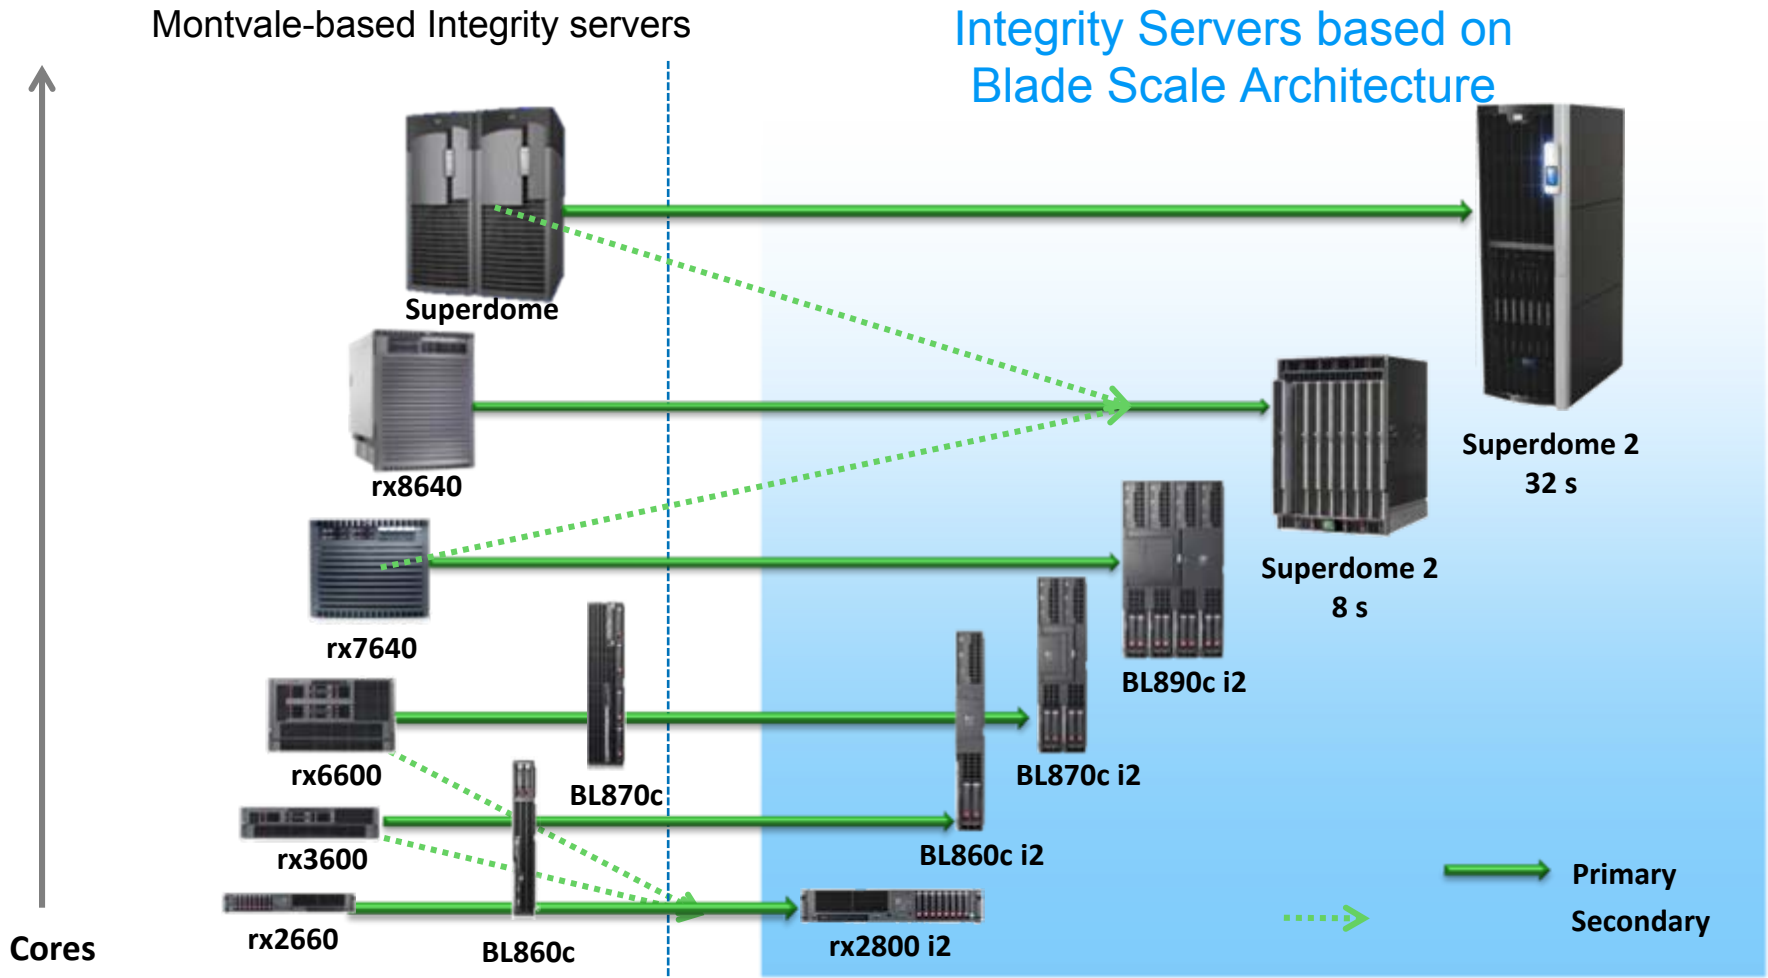 Montvale-based Integrity servers
Integrity Servers based on
Blade Scale Architecture
Superdome
rx8640
Superdome 2
32 s
Superdome 2
8 s
rx7640
BL890c i2
rx6600
BL870c
BL870c i2
rx3600
BL860c i2
Primary
Secondary
rx2660
BL860c
rx2800 i2
Cores